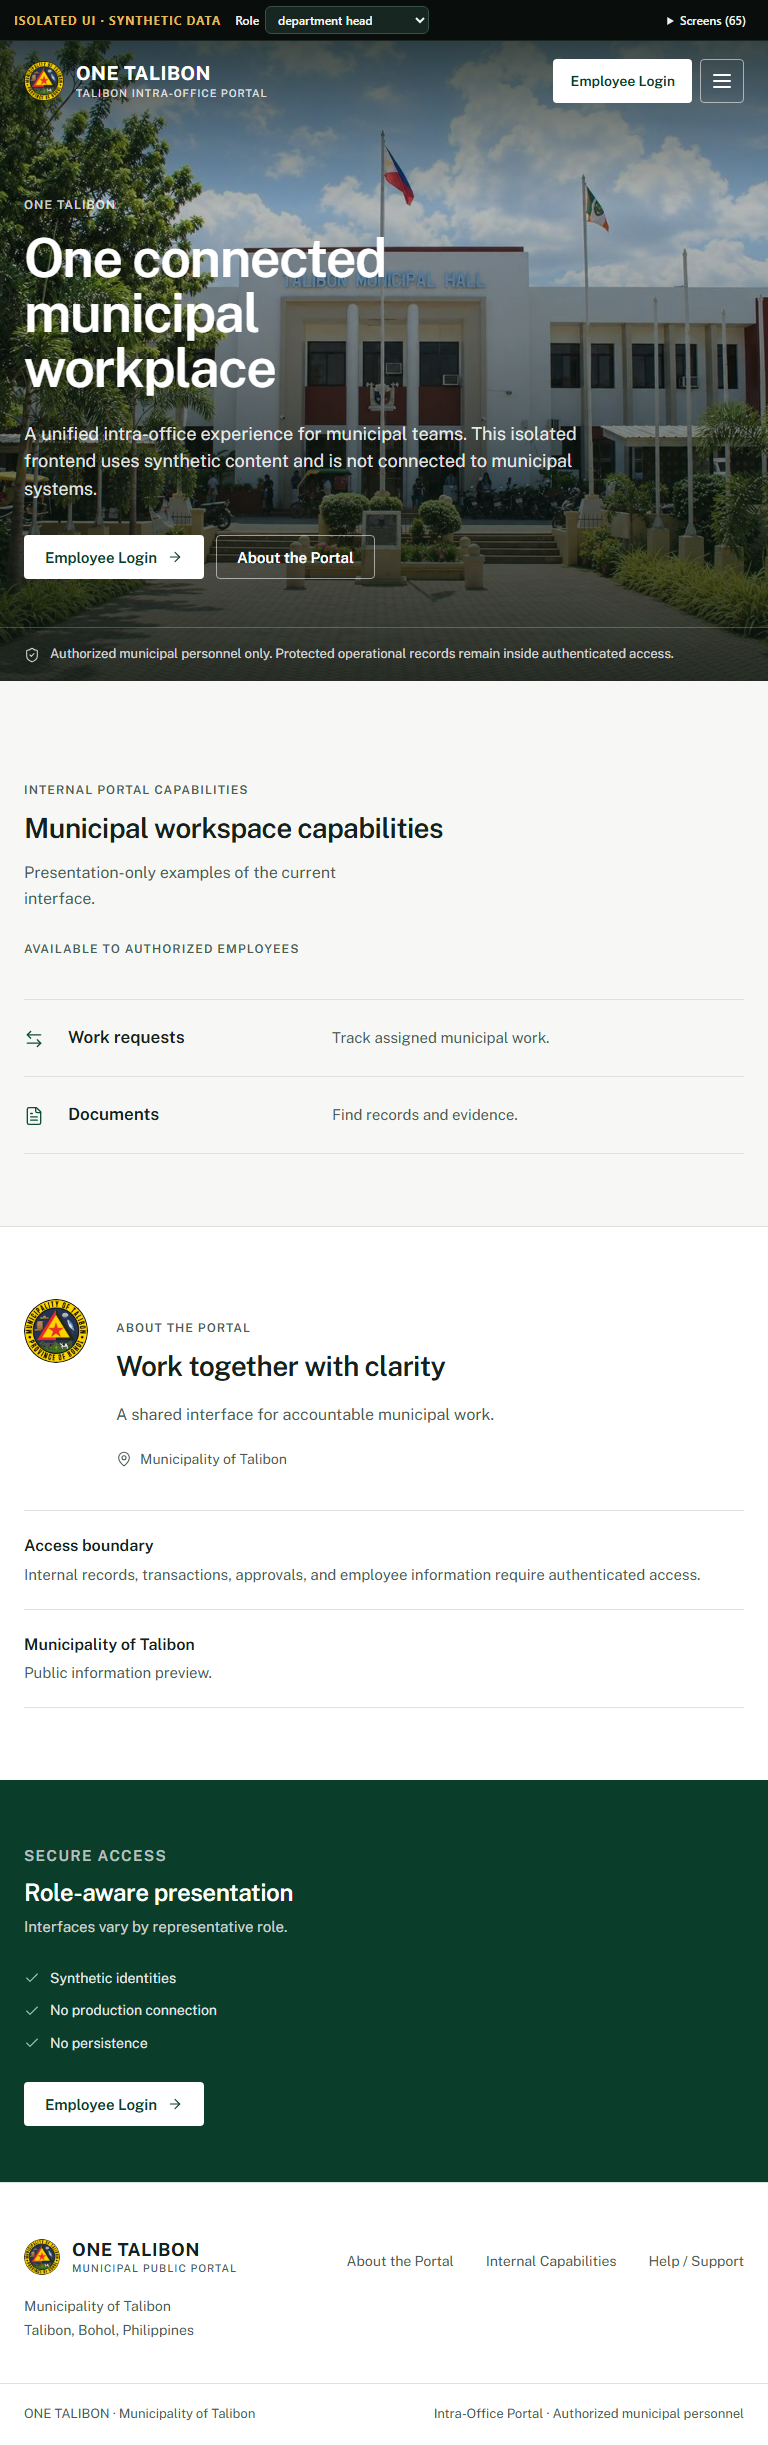 ISOLATED UI · SYNTHETIC DATA
Role
department head
Screens (65)
ONE TALIBON
TALIBON INTRA-OFFICE PORTAL
Employee Login
ONE TALIBON
One connected
municipal
workplace
TALIBON MUNICIPAL HALL
A unified intra-office experience for municipal teams. This isolated
frontend uses synthetic content and is not connected to municipal
systems.
Employee Login
About the Portal
Authorized municipal personnel only. Protected operational records remain inside authenticated access.
INTERNAL PORTAL CAPABILITIES
Municipal workspace capabilities
Presentation-only examples of the current
interface.
AVAILABLE TO AUTHORIZED EMPLOYEES
Work requests
Track assigned municipal work.
Documents
Find records and evidence.
MUNICIPALITY OF TALIBON
PROVINCE OF BOHOL
ABOUT THE PORTAL
Work together with clarity
A shared interface for accountable municipal work.
Municipality of Talibon
Access boundary
Internal records, transactions, approvals, and employee information require authenticated access.
Municipality of Talibon
Public information preview.
SECURE ACCESS
Role-aware presentation
Interfaces vary by representative role.
Synthetic identities
No production connection
No persistence
Employee Login
ONE TALIBON
MUNICIPAL PUBLIC PORTAL
About the Portal
Internal Capabilities
Help / Support
Municipality of Talibon
Talibon, Bohol, Philippines
ONE TALIBON · Municipality of Talibon
Intra-Office Portal · Authorized municipal personnel